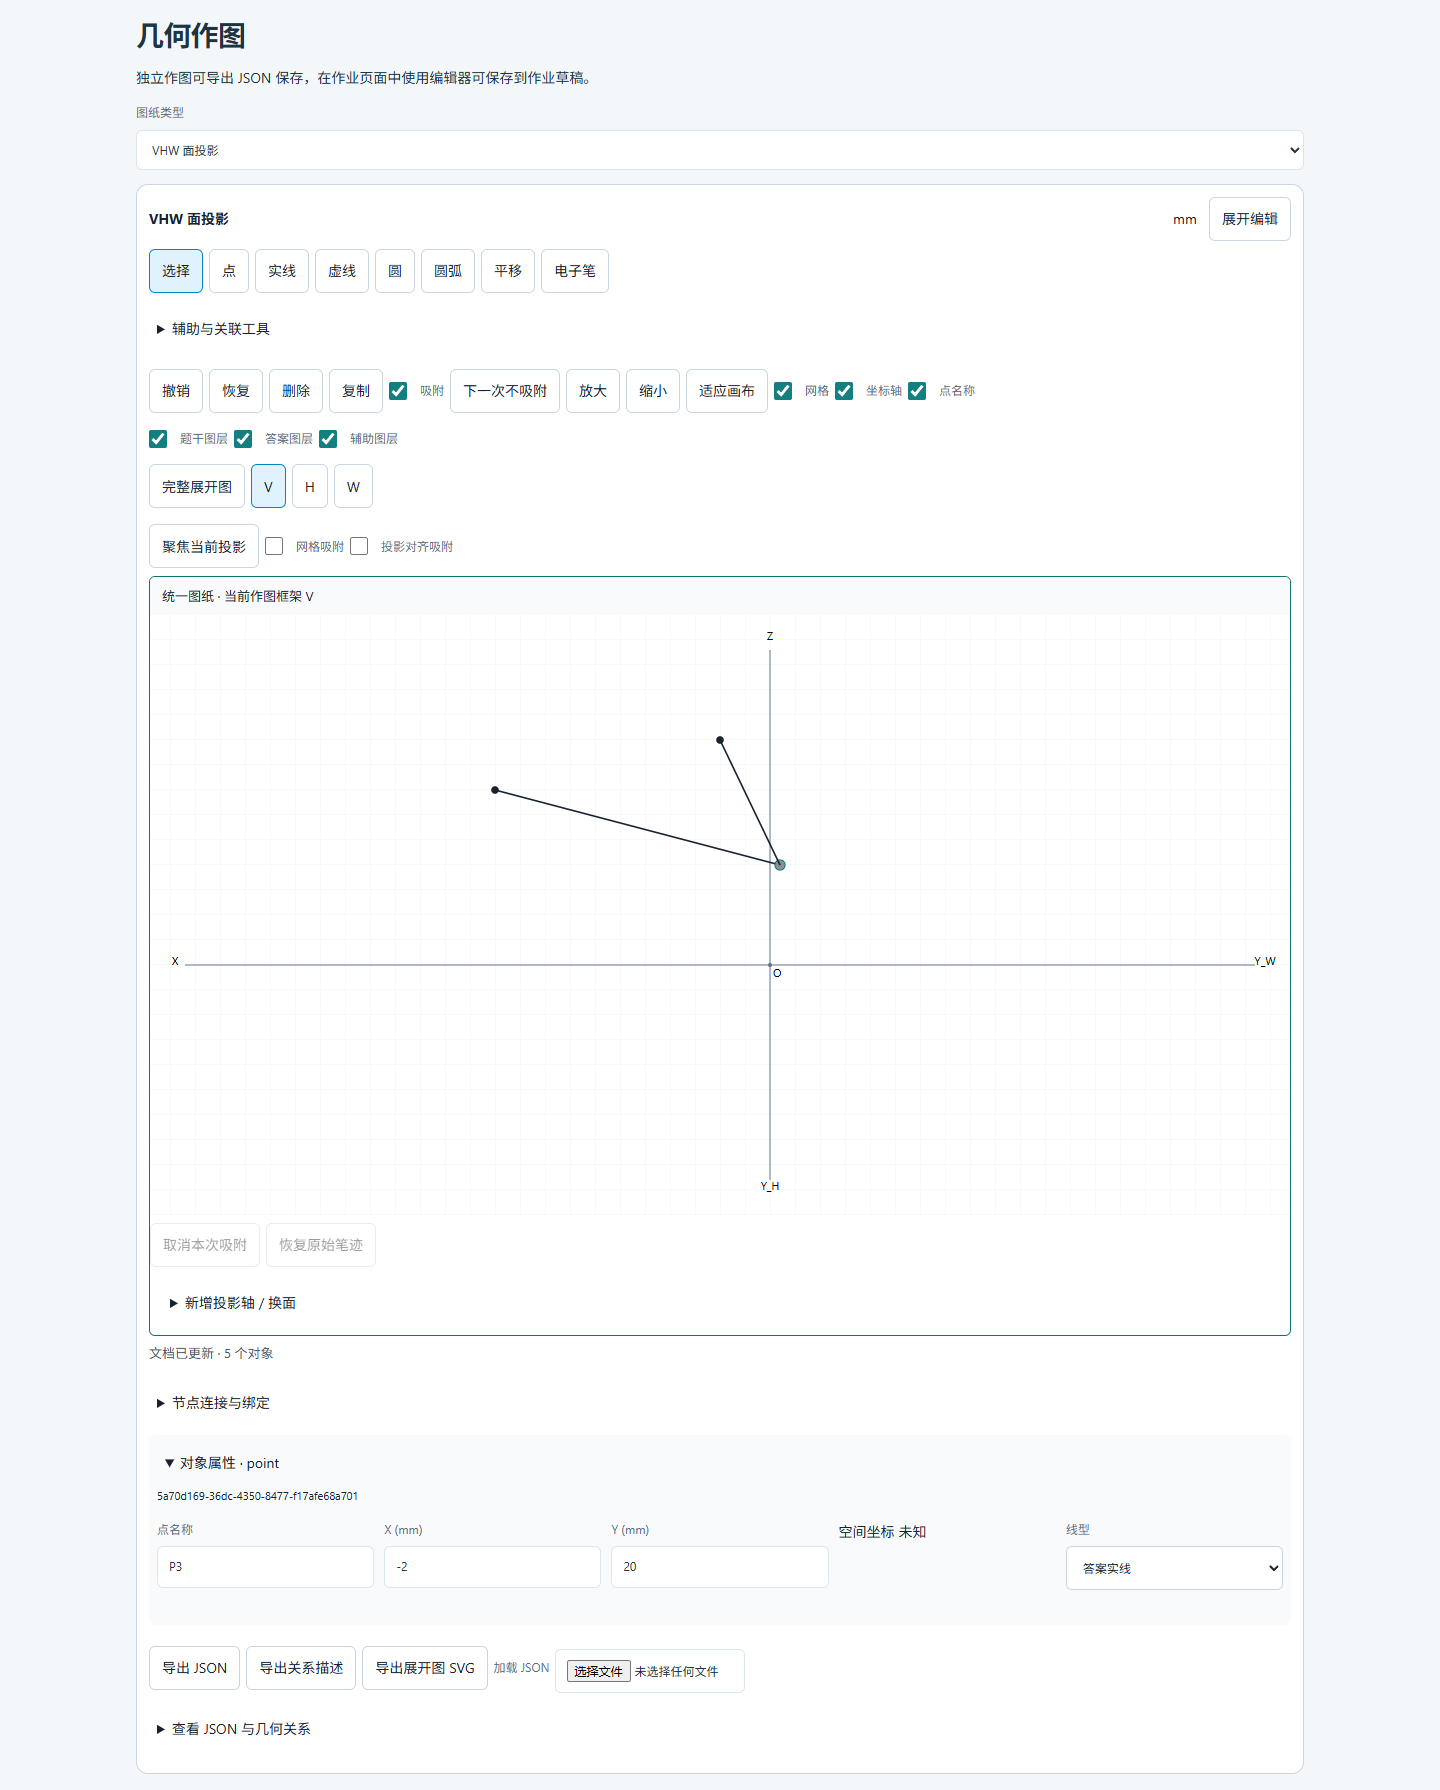 几何作图
独立作图可导出 JSON 保存，在作业页面中使用编辑器可保存到作业草稿。
图纸类型
VHW 面投影
VHW 面投影 mm 展开编辑
选择 点 实线 虚线 圆 圆弧 平移 电子笔
▶ 辅助与关联工具
撤销 恢复 删除 复制 吸附 下一次不吸附 放大 缩小 适应画布 网格 坐标轴 点名称
题干图层 答案图层 辅助图层
完整展开图 V H W
聚焦当前投影 网格吸附 投影对齐吸附
统一图纸 · 当前作图框架 V
Z
X
Y_W
O
Y_H
取消本次吸附 恢复原始笔迹
▶ 新增投影轴 / 换面
文档已更新 · 5 个对象
▶ 节点连接与绑定
▼ 对象属性 · point
5a70d169-36dc-4350-8477-f17afe68a701
点名称 X (mm) Y (mm) 空间坐标 未知 线型
P3 -2 20 答案实线
导出 JSON 导出关系描述 导出展开图 SVG 加载 JSON 选择文件 未选择任何文件
▶ 查看 JSON 与几何关系